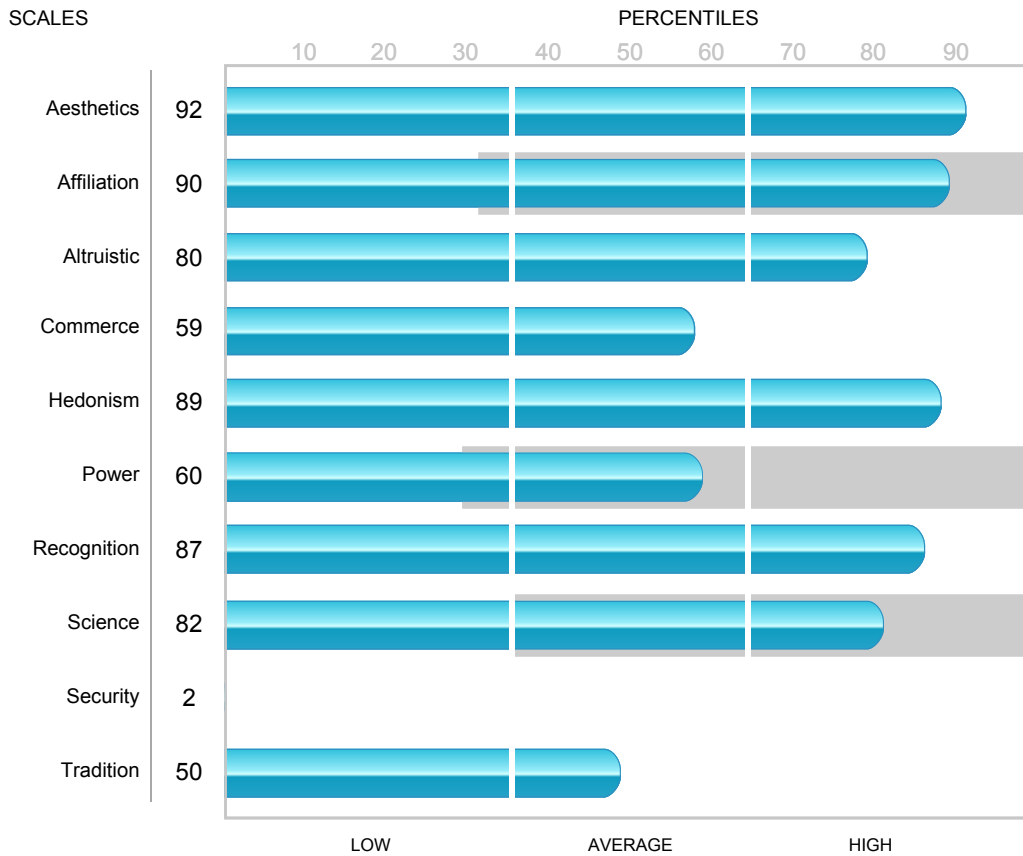 SCALES PERCENTILES
10 20 30 40 50 60 70 80 90
Aesthetics 92
Affiliation 90
Altruistic 80
Commerce 59
Hedonism 89
Power 60
Recognition 87
Science 82
Security 2
Tradition 50
LOW AVERAGE HIGH